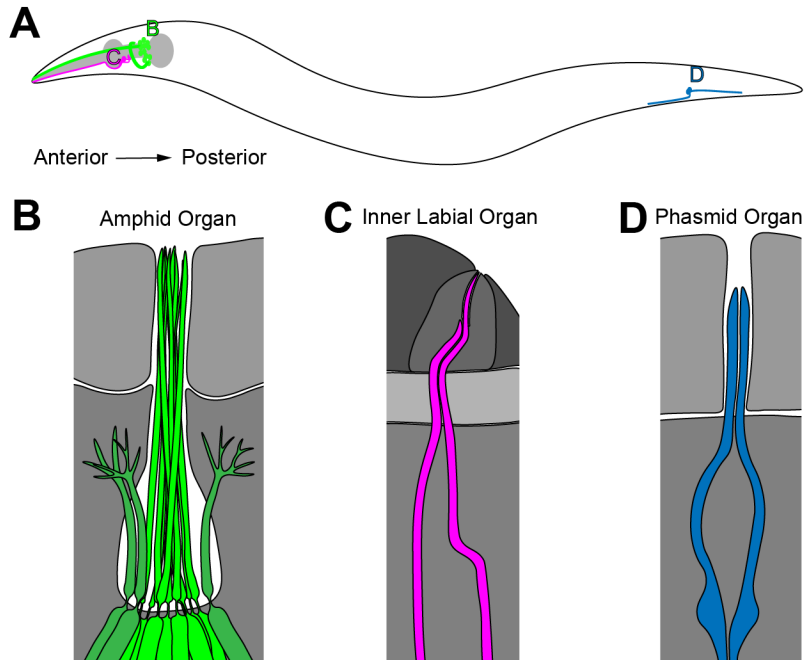 A
B
C
D
Anterior → Posterior
B Amphid Organ
C Inner Labial Organ
D Phasmid Organ